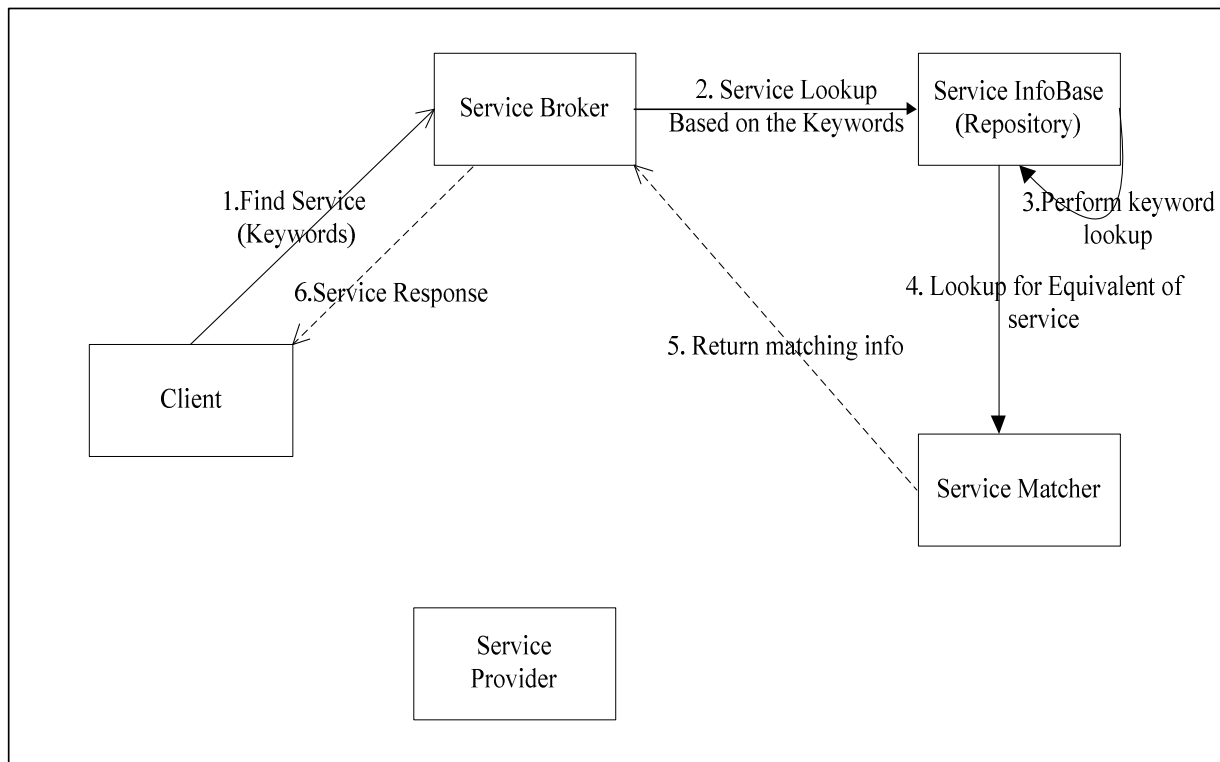 Service Broker
2. Service Lookup
Based on the Keywords
Service InfoBase
(Repository)
1.Find Service
(Keywords)
3.Perform keyword
lookup
6.Service Response
4. Lookup for Equivalent of
service
5. Return matching info
Client
Service Matcher
Service
Provider